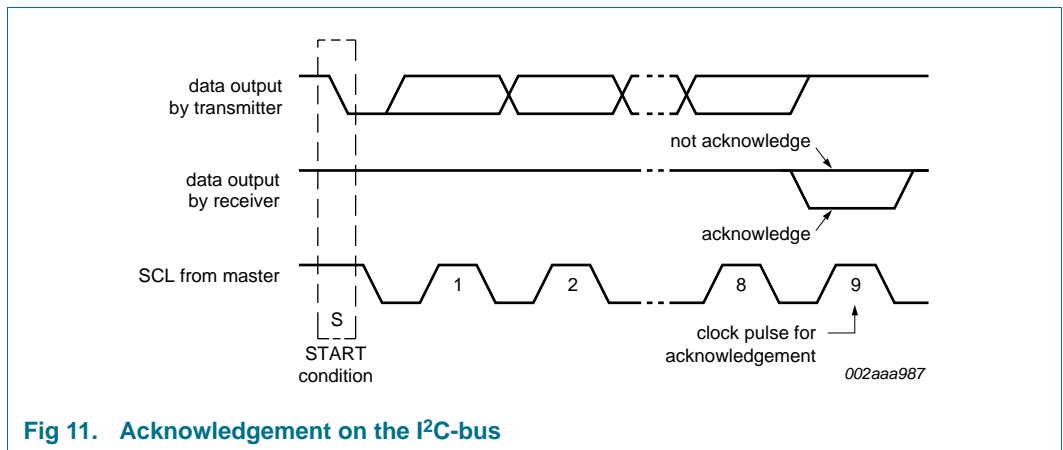 data output
by transmitter
not acknowledge
data output
by receiver
acknowledge
SCL from master
1
2
8
9
S
START
condition
clock pulse for
acknowledgement
002aaa987
Fig 11. Acknowledgement on the I²C-bus